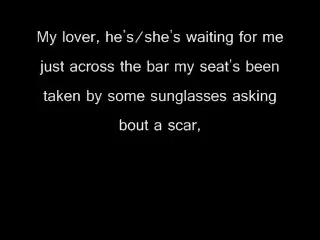 My lover, he's/she's waiting for me
just across the bar my seat's been
taken by some sunglasses asking
bout a scar,